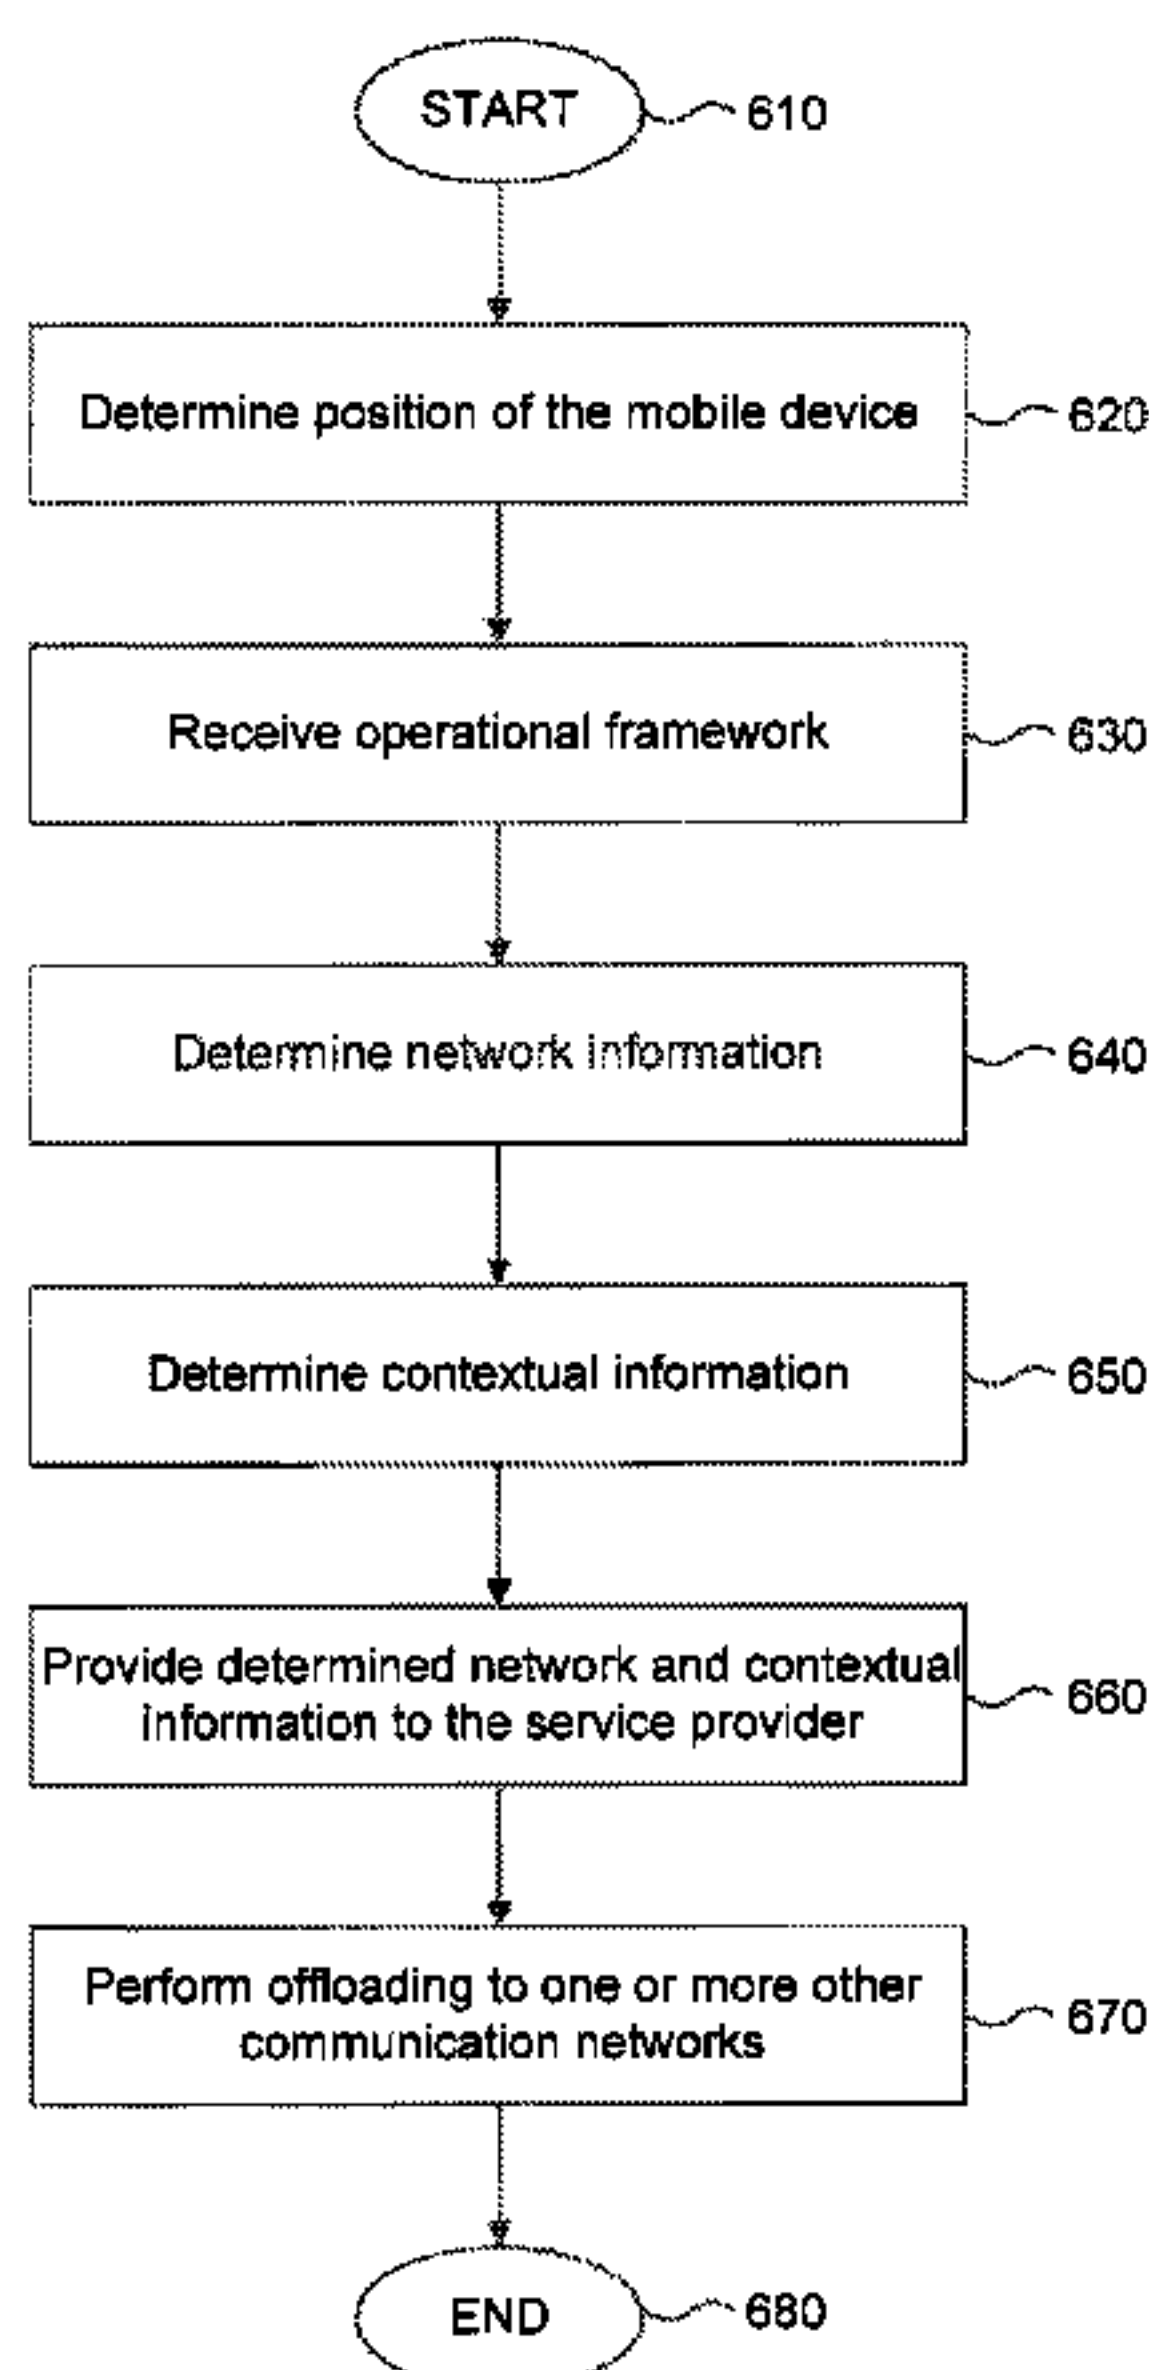 START
610
Determine position of the mobile device
620
Receive operational framework
630
Determine network information
640
Determine contextual information
650
Provide determined network and contextual
information to the service provider
660
Perform offloading to one or more other
communication networks
670
END
680